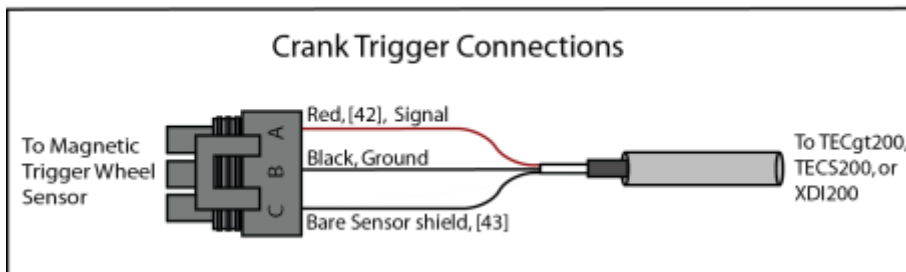 Crank Trigger Connections
Red, [42], Signal
A
To Magnetic
Trigger Wheel
Sensor
Black, Ground
B
To TECgt200,
TECS200, or
XDI200
C
Bare Sensor shield, [43]